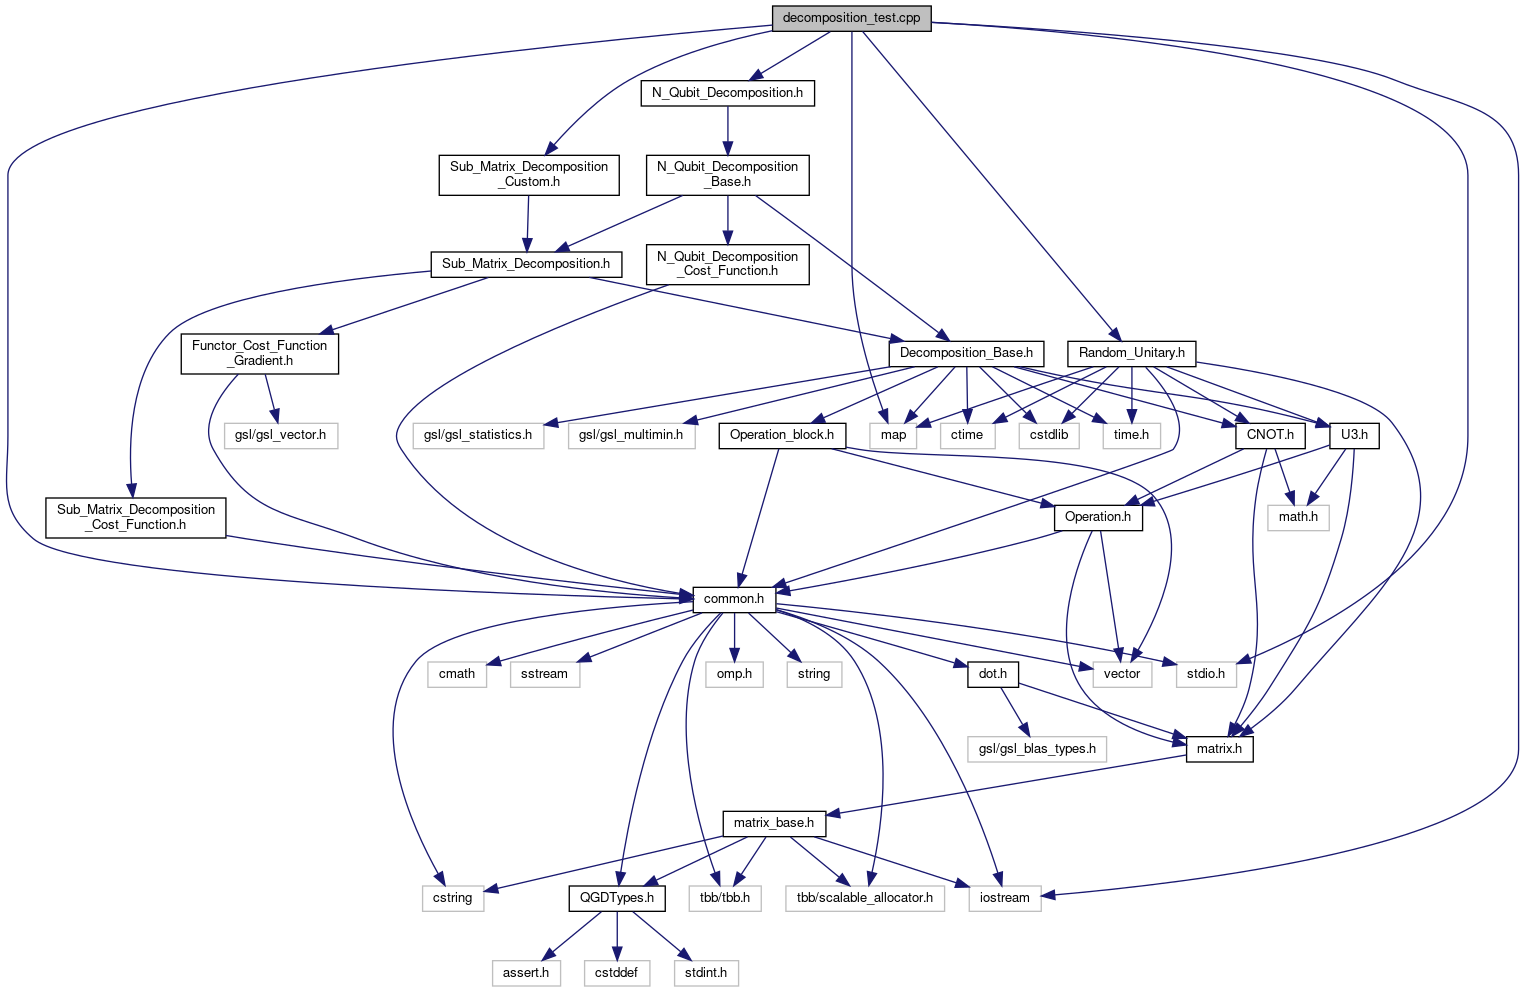 decomposition_test.cpp
N_Qubit_Decomposition.h
Sub_Matrix_Decomposition
_Custom.h
N_Qubit_Decomposition
_Base.h
Sub_Matrix_Decomposition.h
N_Qubit_Decomposition
_Cost_Function.h
Functor_Cost_Function
_Gradient.h
Decomposition_Base.h
Random_Unitary.h
gsl/gsl_vector.h
gsl/gsl_statistics.h
gsl/gsl_multimin.h
Operation_block.h
map
ctime
cstdlib
time.h
CNOT.h
U3.h
Sub_Matrix_Decomposition
_Cost_Function.h
Operation.h
math.h
common.h
cmath
sstream
omp.h
string
dot.h
vector
stdio.h
gsl/gsl_blas_types.h
matrix.h
matrix_base.h
cstring
QGDTypes.h
tbb/tbb.h
tbb/scalable_allocator.h
iostream
assert.h
cstddef
stdint.h